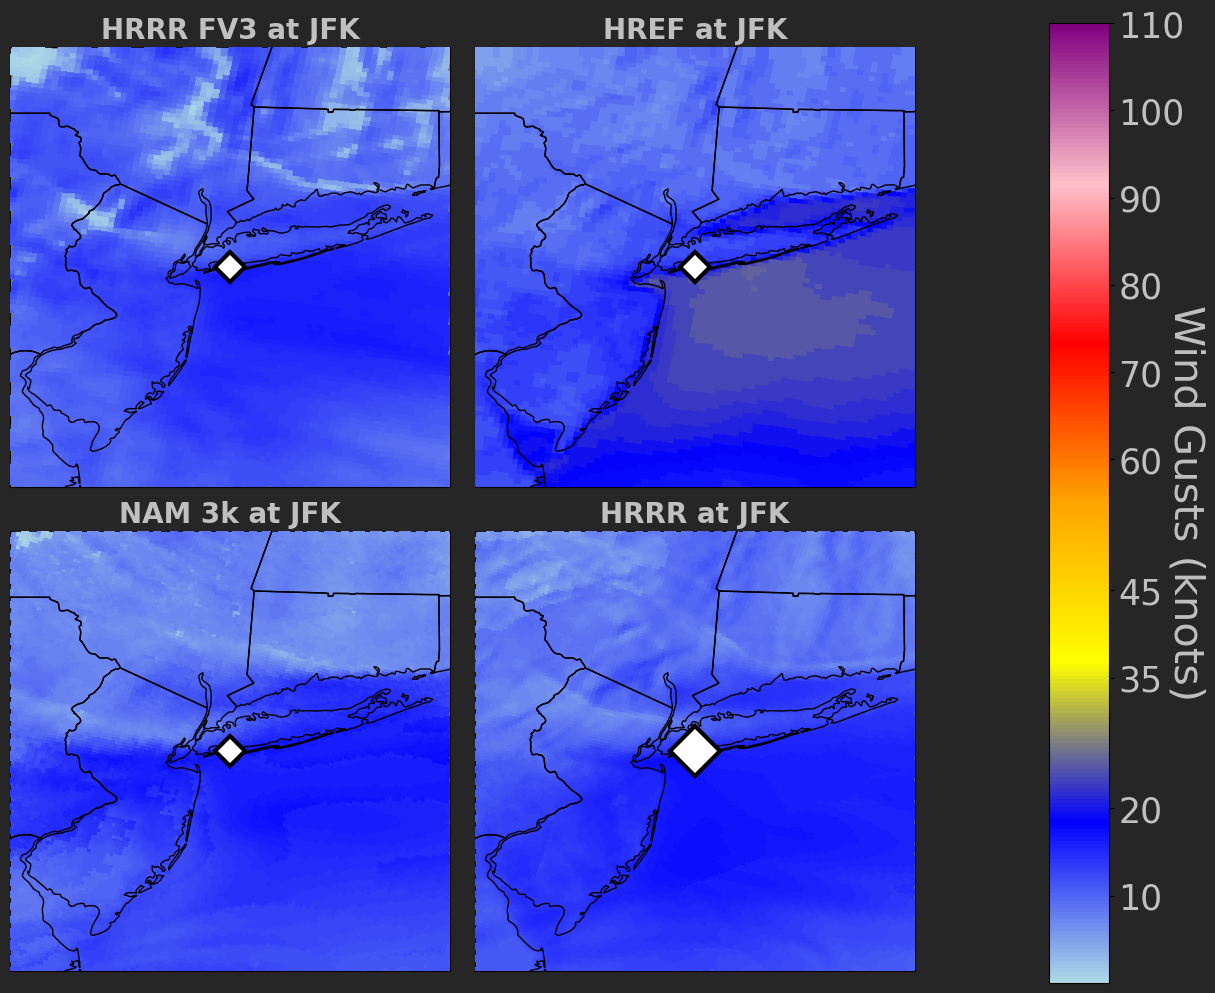 HRRR FV3 at JFK
HREF at JFK
NAM 3k at JFK
HRRR at JFK
110
100
90
80
70
60
45
35
20
10
Wind Gusts (knots)